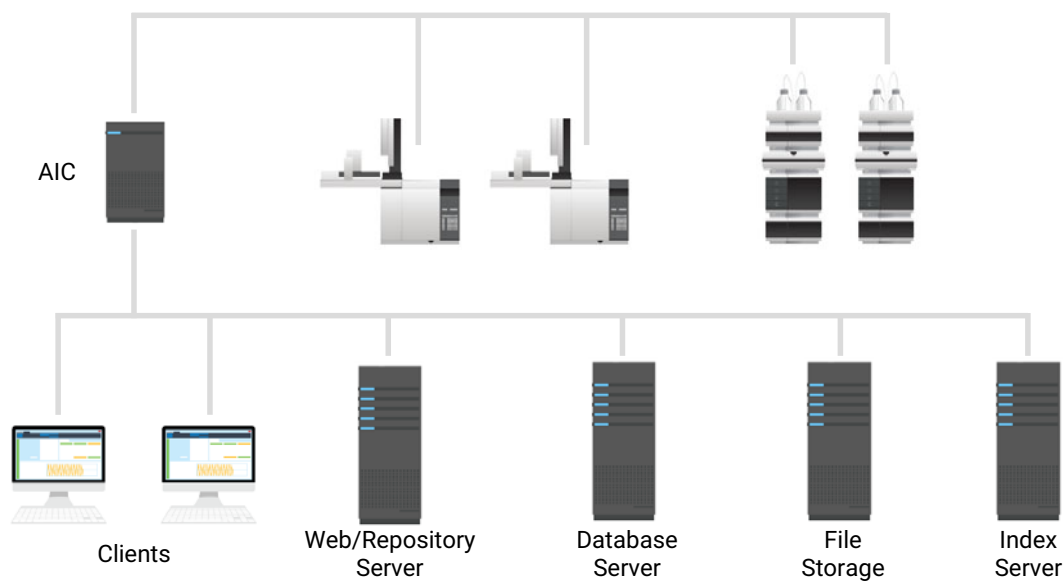 AIC
Clients
Web/Repository
Server
Database
Server
File
Storage
Index
Server